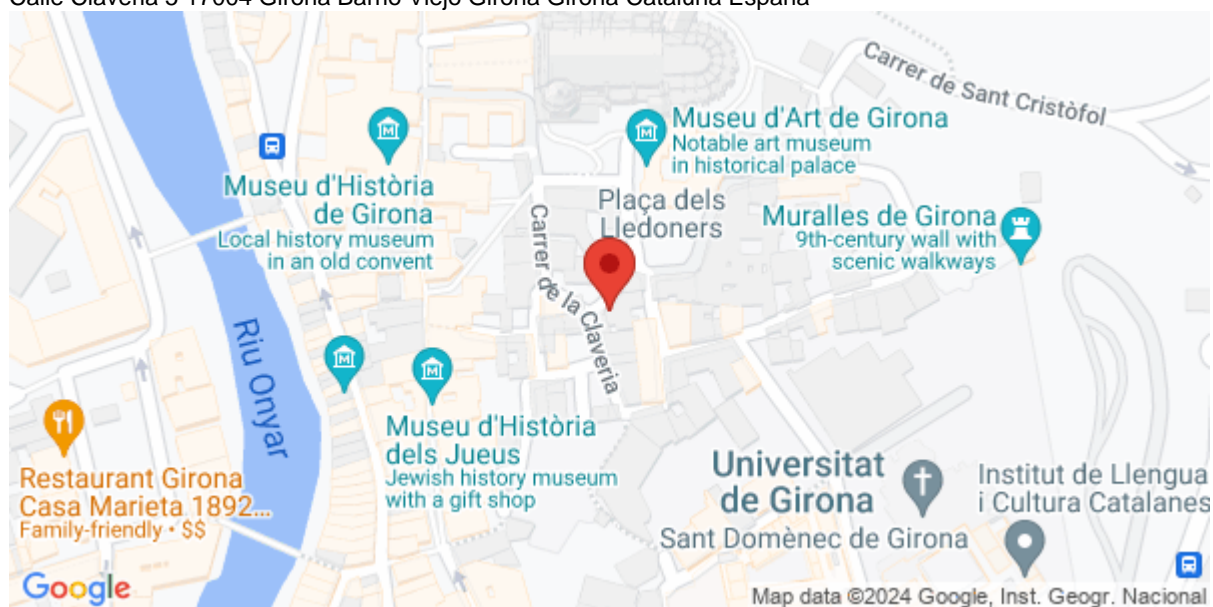 Calle Claveria 5 17004 Girona Barrio Viejo Girona Girona Cataluña España
Carrer de Sant Cristòfol
Museu d'Art de Girona
Notable art museum
in historical palace
Museu d'Història
de Girona
Local history museum
in an old convent
Plaça dels
Lledoners
Muralles de Girona
9th-century wall with
scenic walkways
Carrer de la Claveria
Riu Onyar
Museu d'Història
dels Jueus
Jewish history museum
with a gift shop
Restaurant Girona
Casa Marieta 1892...
Family-friendly • $$
Universitat
de Girona
Sant Domènec de Girona
Institut de Llengua
i Cultura Catalanes
Google
Map data ©2024 Google, Inst. Geogr. Nacional